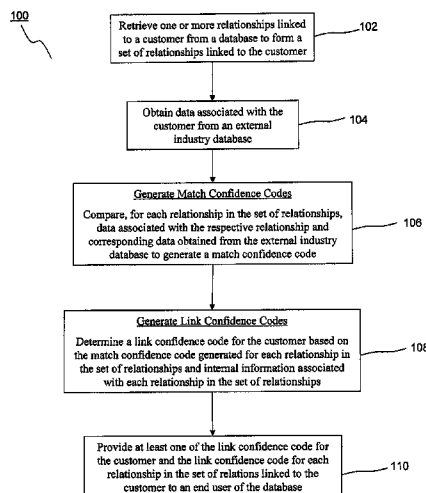 100
Retrieve one or more relationships linked
to a customer from a database to form a
set of relationships linked to the customer
102
Obtain data associated with the
customer from an external
industry database
104
Generate Match Confidence Codes
Compare, for each relationship in the set of relationships,
data associated with the respective relationship and
corresponding data obtained from the external industry
database to generate a match confidence code
106
Generate Link Confidence Codes
Determine a link confidence code for the customer based on
the match confidence code generated for each relationship in
the set of relationships and internal information associated
with each relationship in the set of relationships
108
Provide at least one of the link confidence code for
the customer and the link confidence code for each
relationship in the set of relations linked to the
customer to an end user of the database
110